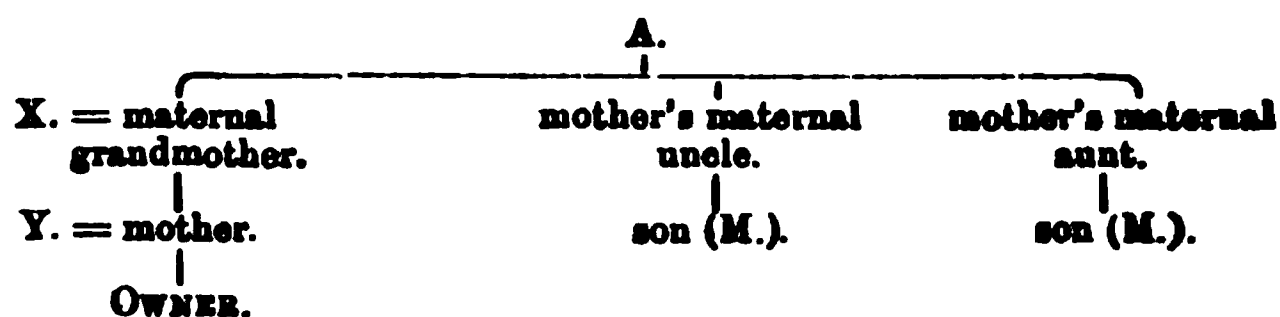 A.
X. = maternal grandmother.
mother's maternal uncle.
mother's maternal aunt.
Y. = mother.
son (M.).
son (M.).
OWNER.